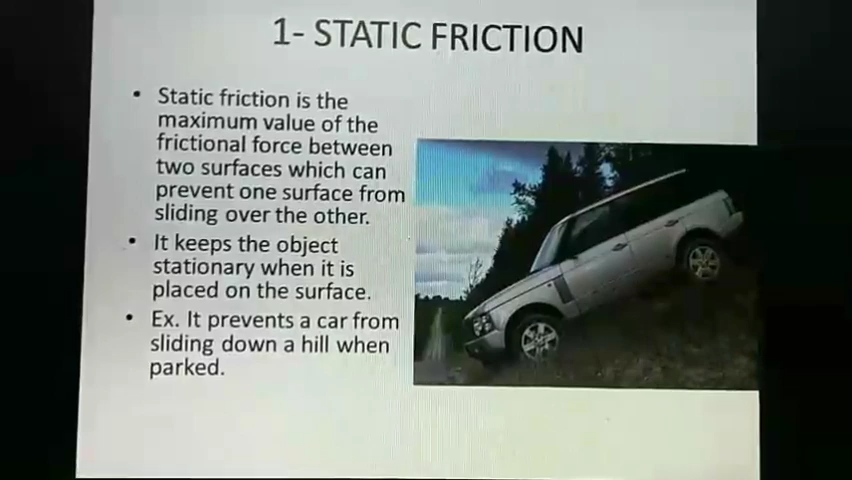 1- STATIC FRICTION
• Static friction is the
maximum value of the
frictional force between
two surfaces which can
prevent one surface from
sliding over the other.
• It keeps the object
stationary when it is
placed on the surface.
• Ex. It prevents a car from
sliding down a hill when
parked.